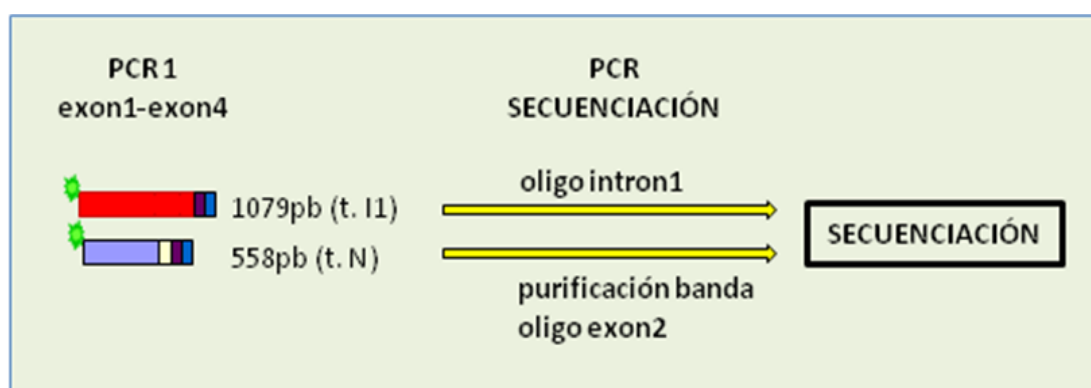 PCR 1
exon1-exon4
PCR
SECUENCIACIÓN
oligo intron1
1079pb (t. I1)
558pb (t. N)
SECUENCIACIÓN
purificación banda
oligo exon2